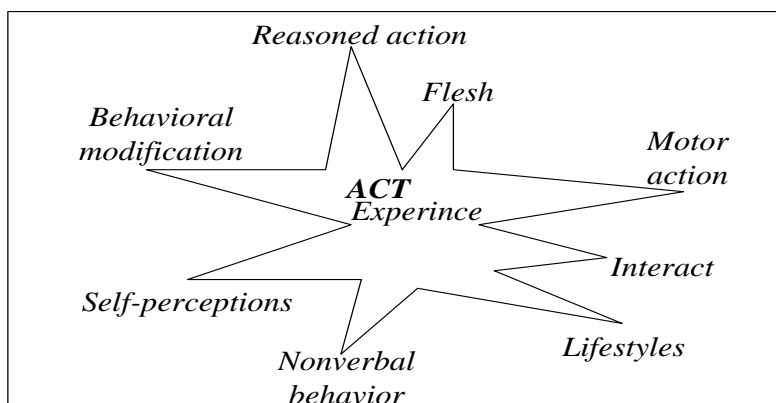 Reasoned action
Flesh
Behavioral
modification
Motor
action
ACT
Experince
Interact
Self-perceptions
Lifestyles
Nonverbal
behavior